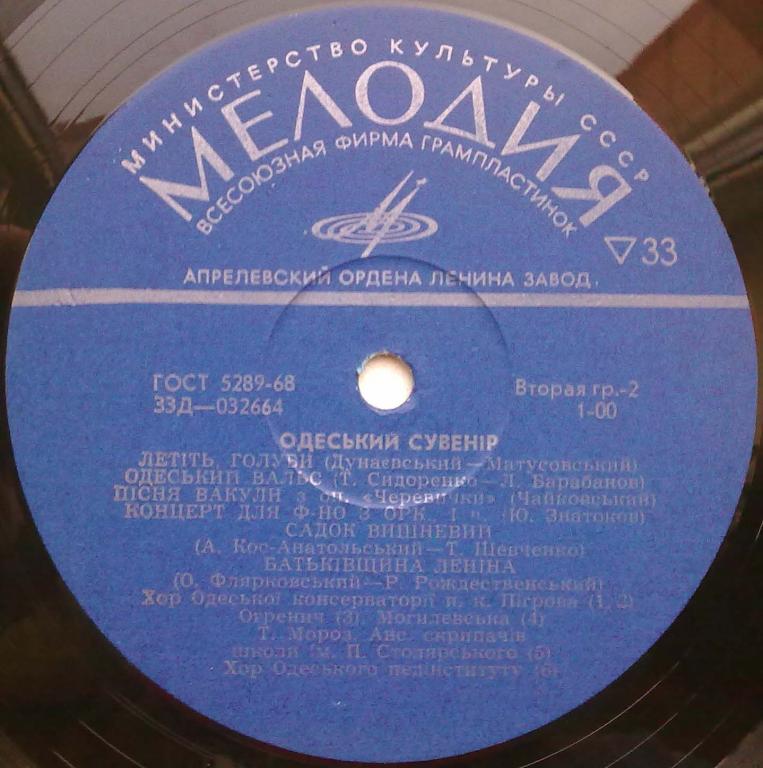 МИНИСТЕРСТВО КУЛЬТУРЫ СССР
МЕЛОДИЯ
ВСЕСОЮЗНАЯ ФИРМА ГРАМПЛАСТИНОК
▽33
АПРЕЛЕВСКИЙ ОРДЕНА ЛЕНИНА ЗАВОД
ГОСТ 5289-68
33Д—032664
Вторая гр.-2
1-00
ОДЕСЬКИЙ СУВЕНІР
ЛЕТІТЬ, ГОЛУБИ (Дунаєвський—Матусовський)
ОДЕСЬКИЙ ВАЛЬС (Т. Сидоренко—Л. Барабанов)
ПІСНЯ ВАКУЛИ з оп. «Черевички» (Чайковський)
КОНЦЕРТ ДЛЯ Ф-НО З ОРК., 1 ч. (Ю. Знатоков)
САДОК ВИШНЕВИЙ
(А. Кос-Анатольський—Т. Шевченко)
БАТЬКІВЩИНА ЛЕНІНА
(О. Флярковський—Р. Рождественський)
Хор Одеської консерваторії п. к. Пігрова (1, 2)
Огренич (3), Могилевська (4)
Т. Мороз, Анс. скрипачів
школи ім. П. Столярського (5)
Хор Одеського педінституту (6)